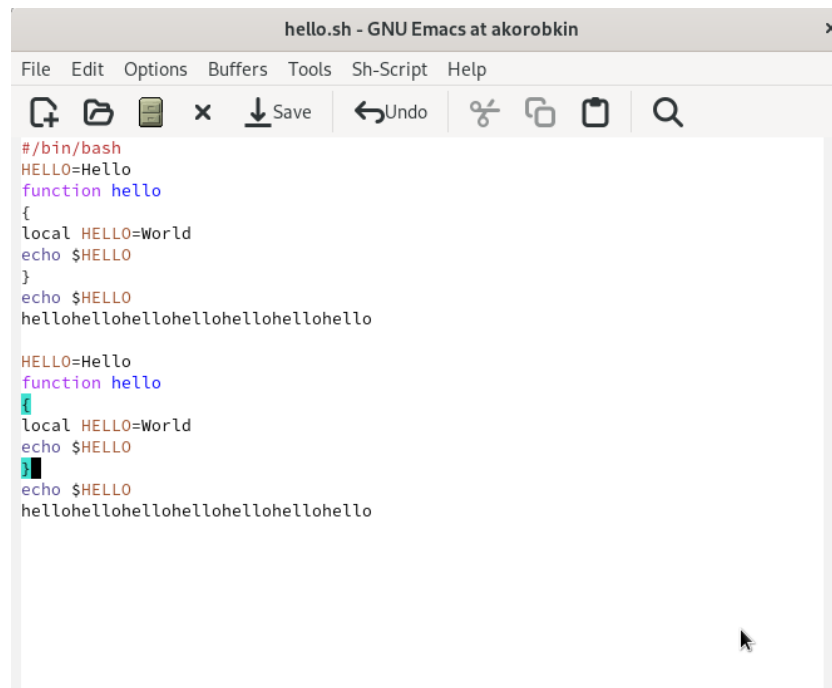 hello.sh - GNU Emacs at akorobkin
File Edit Options Buffers Tools Sh-Script Help
Save Undo
#/bin/bash
HELLO=Hello
function hello
{
local HELLO=World
echo $HELLO
}
echo $HELLO
hellohellohellohellohellohellohello

HELLO=Hello
function hello
{
local HELLO=World
echo $HELLO
}
echo $HELLO
hellohellohellohellohellohellohello